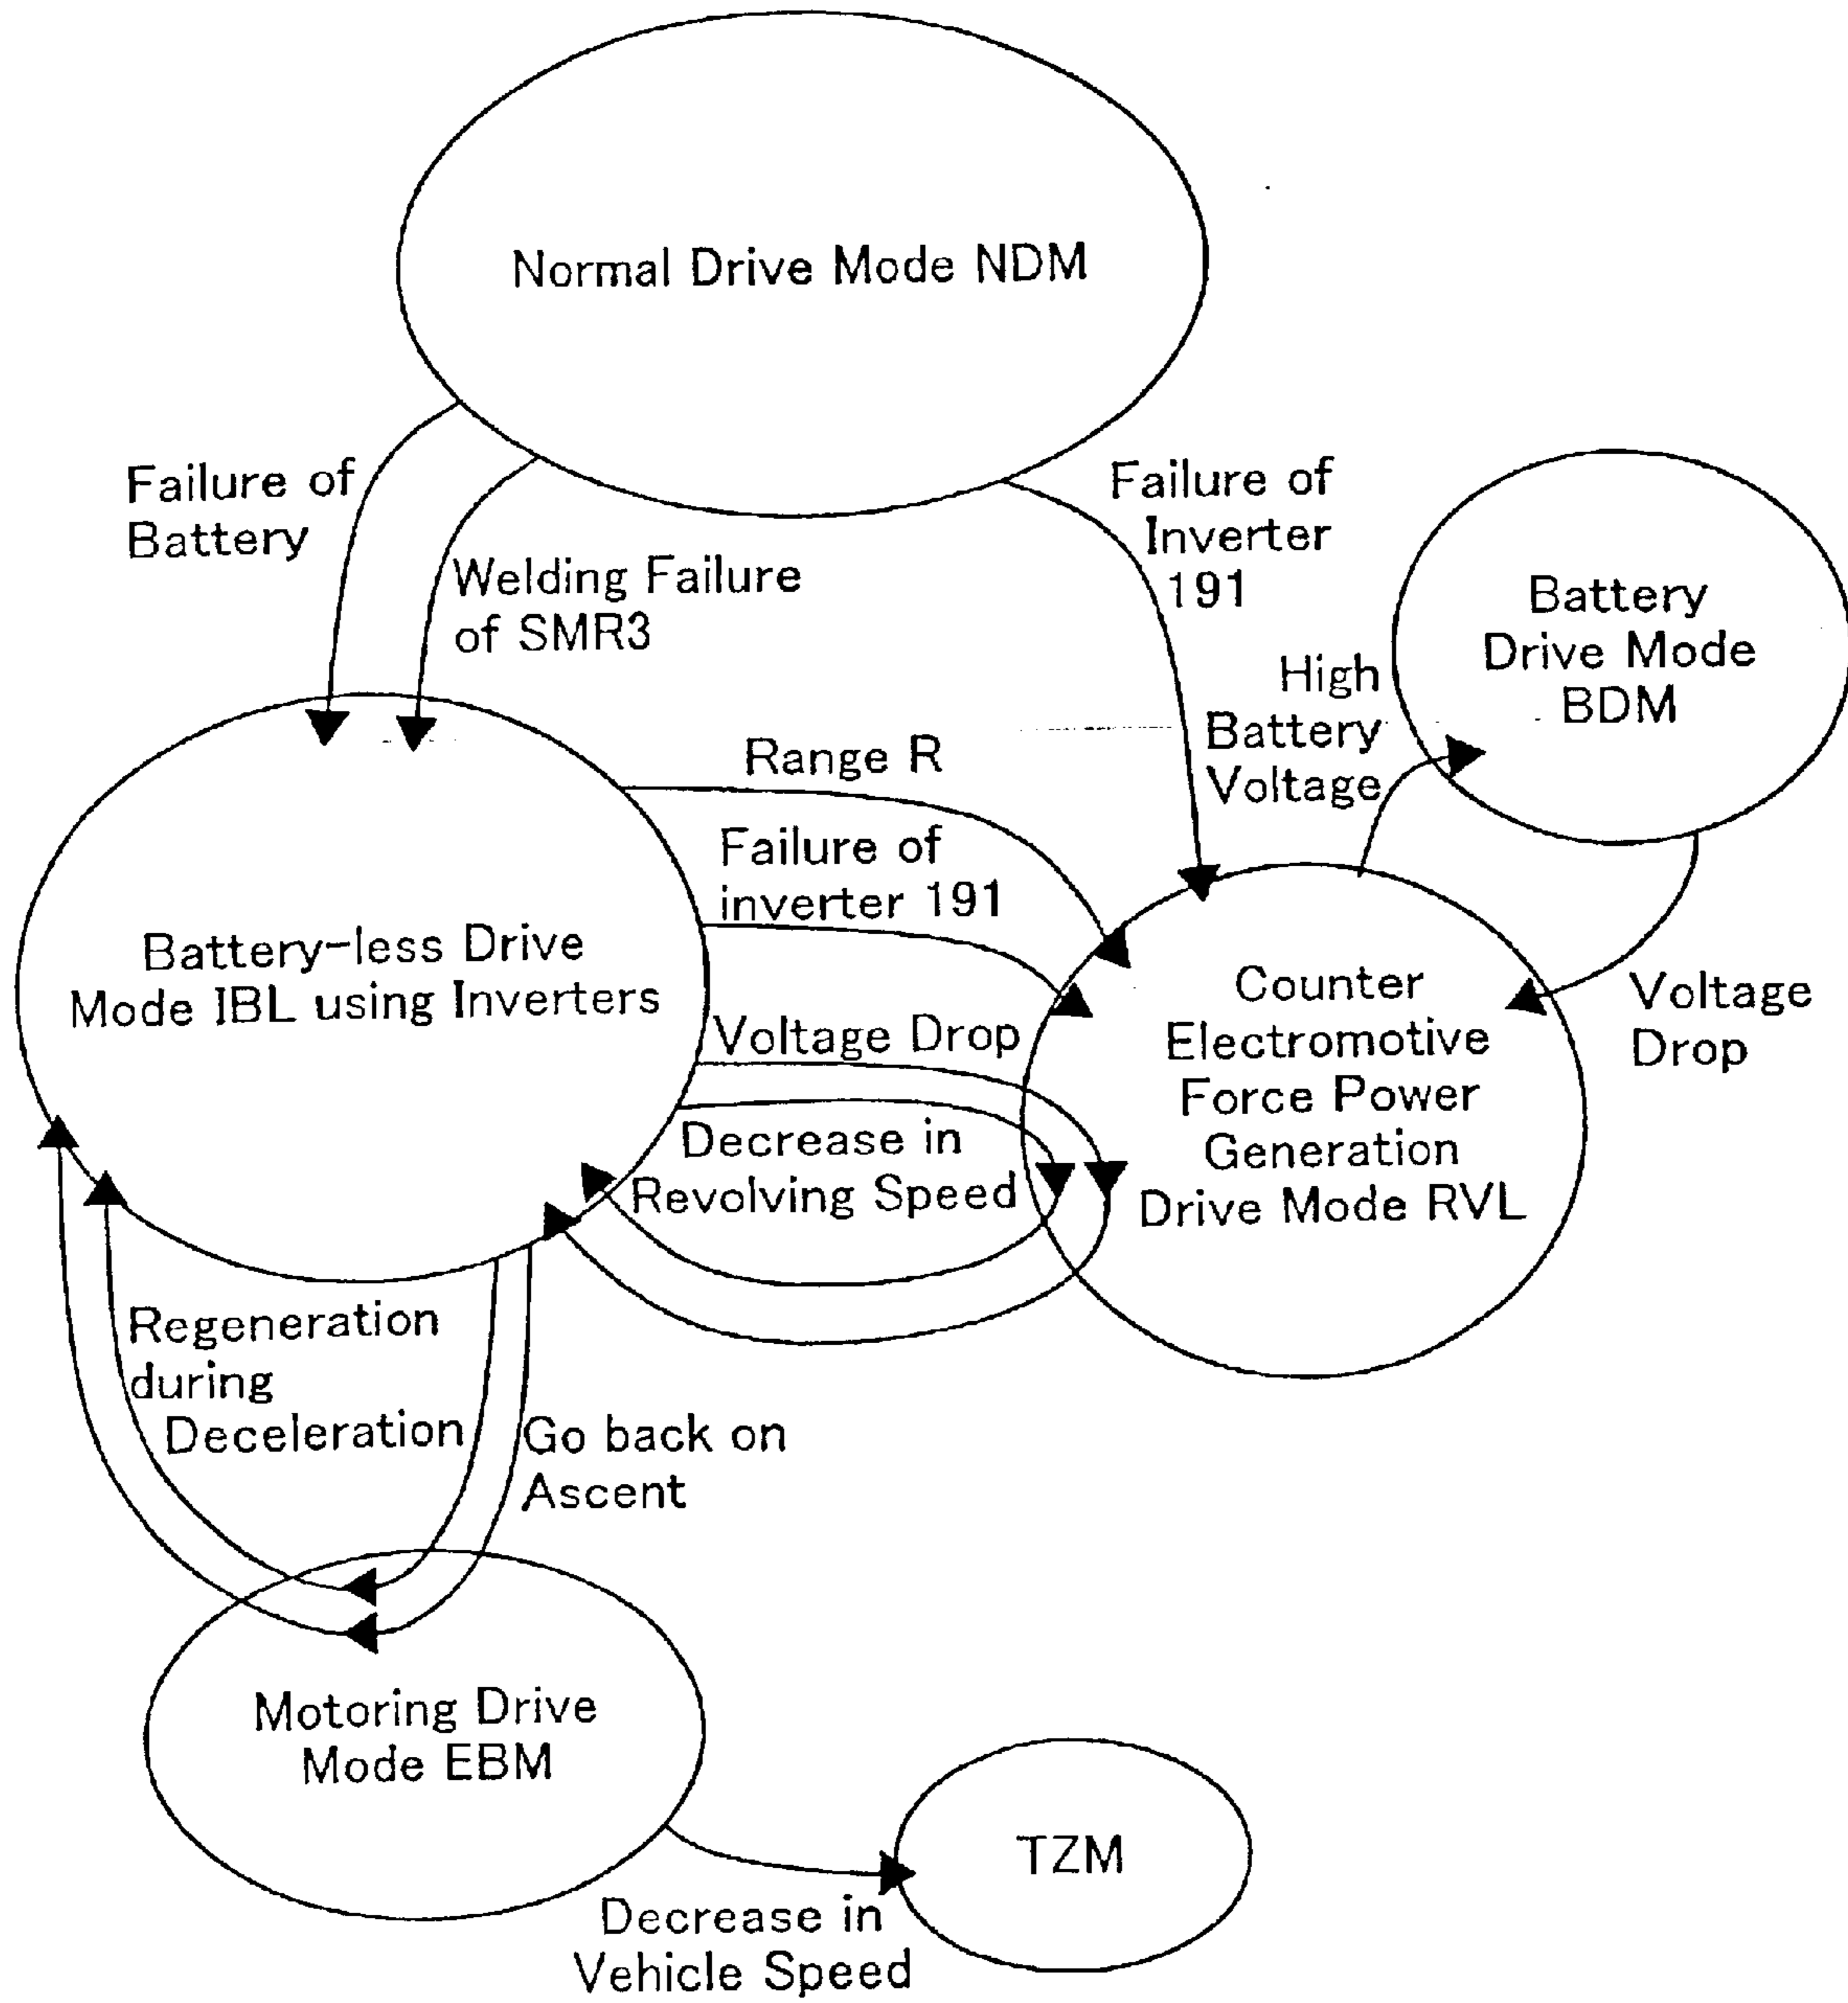 Normal Drive Mode NDM
Failure of
Battery
Welding Failure
of SMR3
Failure of
Inverter
191
Battery
Drive Mode
BDM
High
Battery
Voltage
Range R
Failure of
inverter 191
Battery-less Drive
Mode IBL using Inverters
Voltage Drop
Decrease in
Revolving Speed
Counter
Electromotive
Force Power
Generation
Drive Mode RVL
Voltage
Drop
Regeneration
during
Deceleration
Go back on
Ascent
Motoring Drive
Mode EBM
TZM
Decrease in
Vehicle Speed